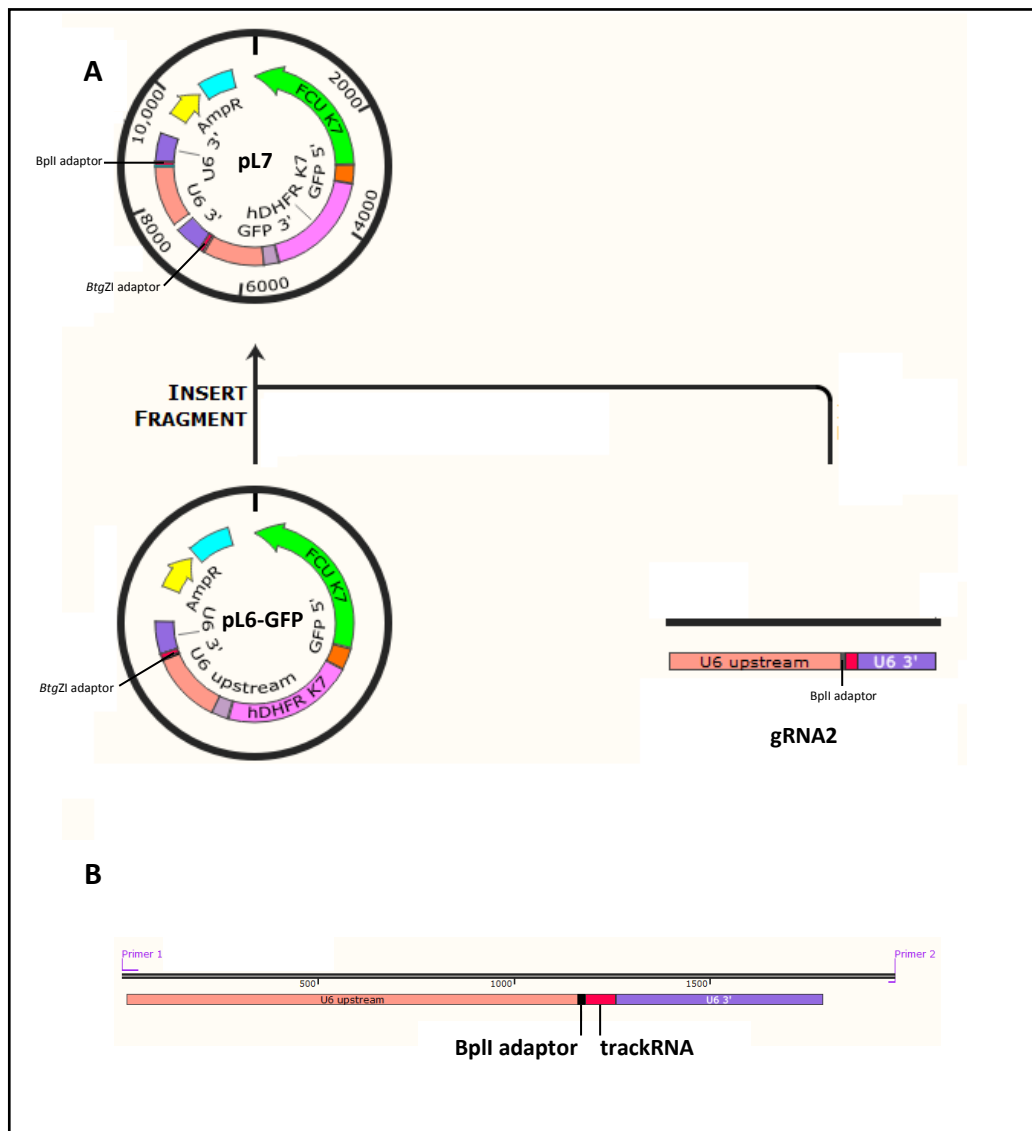 A
10,000
2000
AmpR
FCU K7
U6 3'
pL7
BplI adaptor
GFP 5'
hDHFR K7
U6 3'
GFP 3'
8000
4000
BtgZI adaptor
6000
INSERT
FRAGMENT
FCU K7
AmpR
U6 3'
pL6-GFP
GFP 5'
U6 upstream
BtgZI adaptor
hDHFR K7
U6 upstream
U6 3'
BplI adaptor
gRNA2
B
Primer 1
Primer 2
500
1000
1500
U6 upstream
U6 3'
BplI adaptor
trackRNA